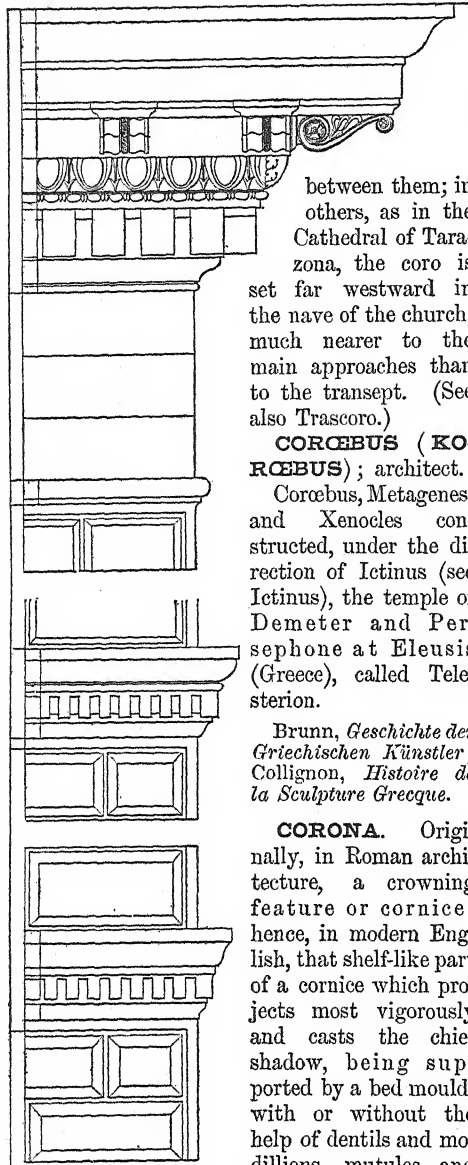 between them; in
others, as in the
Cathedral of Tara-
zona, the coro is
set far westward in
the nave of the church,
much nearer to the
main approaches than
to the transept. (See
also Trascoro.)
CORŒBUS (KO-
RŒBUS); architect.
Corœbus, Metagenes,
and Xenocles con-
structed, under the di-
rection of Ictinus (see
Ictinus), the temple of
Demeter and Per-
sephone at Eleusis
(Greece), called Tele-
sterion.
Brunn, Geschichte der
Griechischen Künstler;
Collignon, Histoire de
la Sculpture Grecque.
CORONA. Origi-
nally, in Roman archi-
tecture, a crowning
feature or cornice;
hence, in modern Eng-
lish, that shelf-like part
of a cornice which pro-
jects most vigorously
and casts the chief
shadow, being sup-
ported by a bed mould,
with or without the
help of dentils and mo-
dillions, mutules and